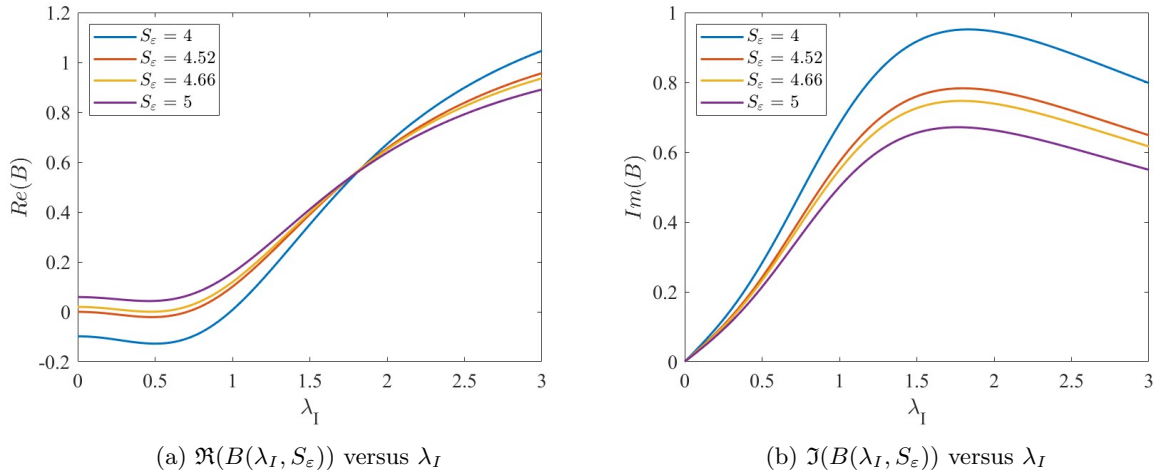 1.2
1
0.8
0.6
0.4
0.2
0
-0.2
Re(B)
S_ε = 4
S_ε = 4.52
S_ε = 4.66
S_ε = 5
0 0.5 1 1.5 2 2.5 3
λ_I
(a) ℜ(B(λ_I, S_ε)) versus λ_I
1
0.8
0.6
0.4
0.2
0
Im(B)
S_ε = 4
S_ε = 4.52
S_ε = 4.66
S_ε = 5
0 0.5 1 1.5 2 2.5 3
λ_I
(b) ℑ(B(λ_I, S_ε)) versus λ_I